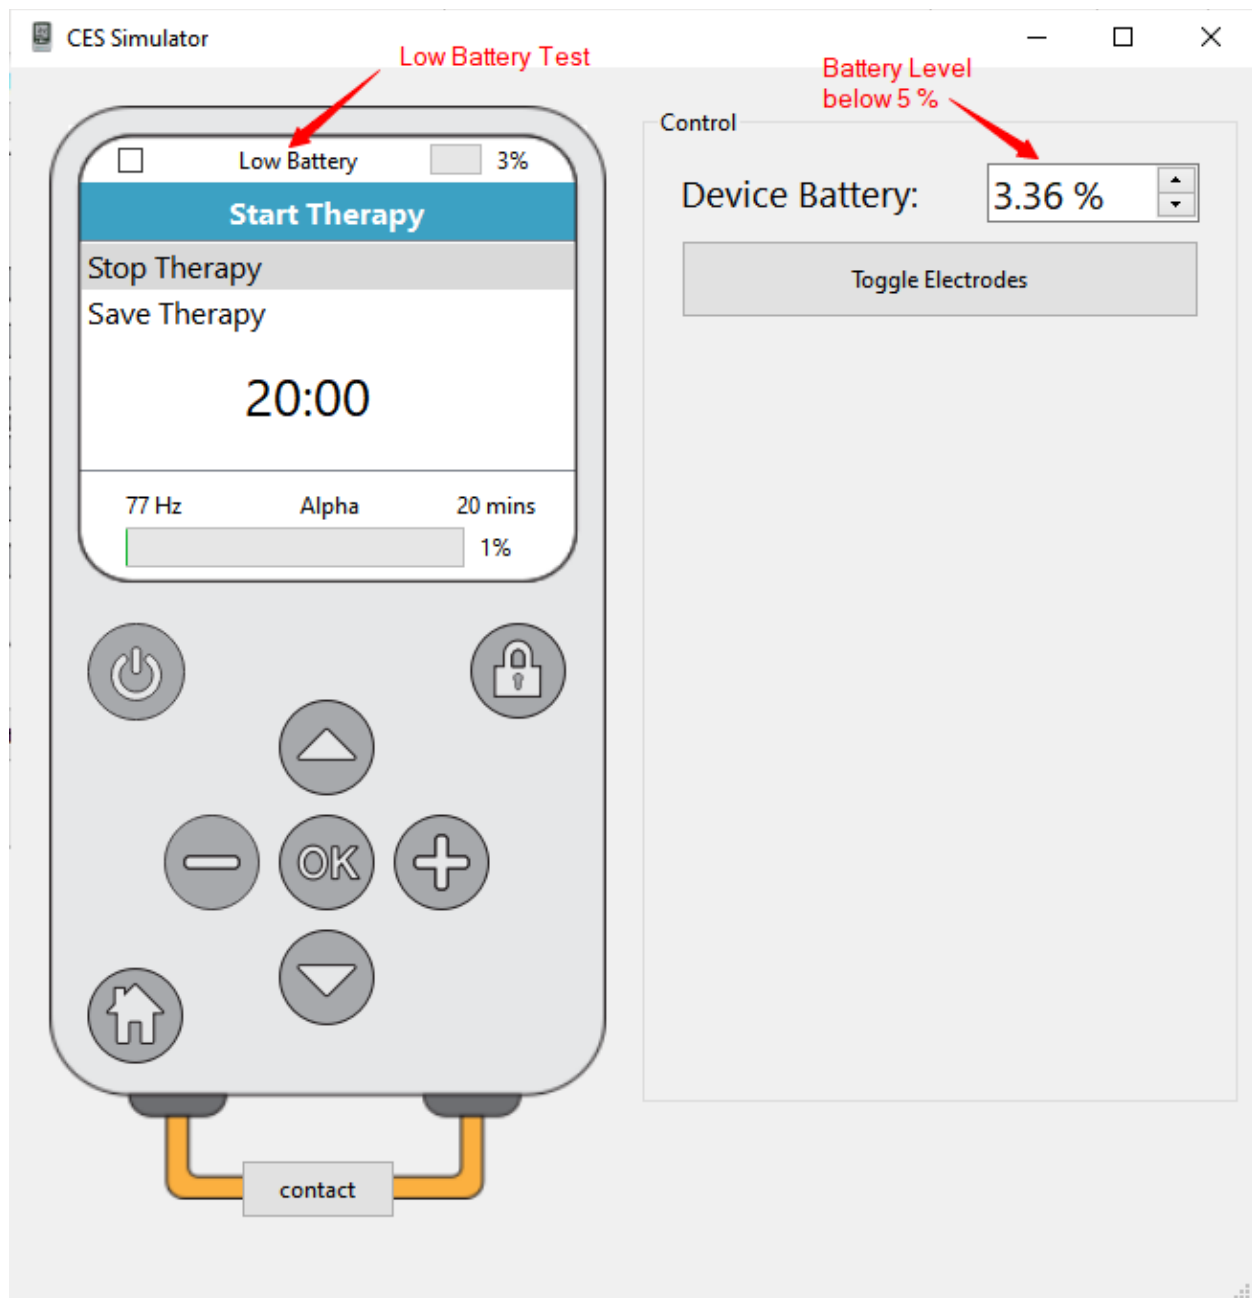 CES Simulator
Low Battery Test
Battery Level
below 5 %
Control
Low Battery 3%
Device Battery: 3.36 %
Start Therapy
Toggle Electrodes
Stop Therapy
Save Therapy
20:00
77 Hz Alpha 20 mins
1%
OK
contact